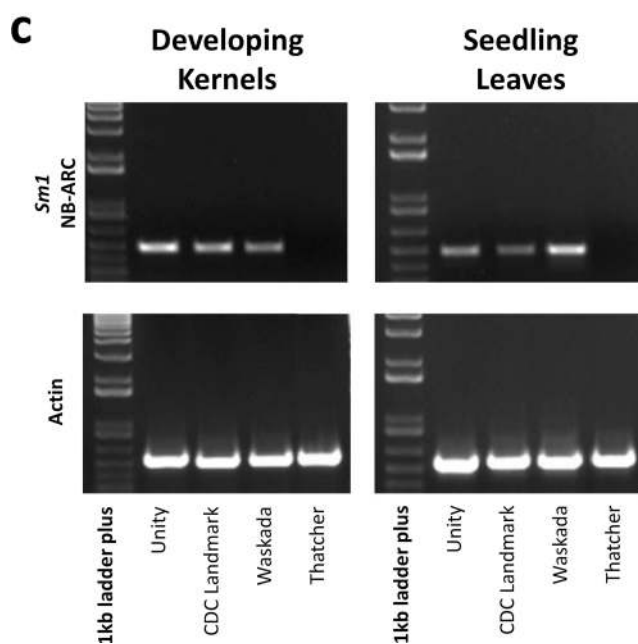 c
Developing
Kernels
Seedling
Leaves
Sm1
NB-ARC
Actin
1kb ladder plus
Unity
CDC Landmark
Waskada
Thatcher
1kb ladder plus
Unity
CDC Landmark
Waskada
Thatcher